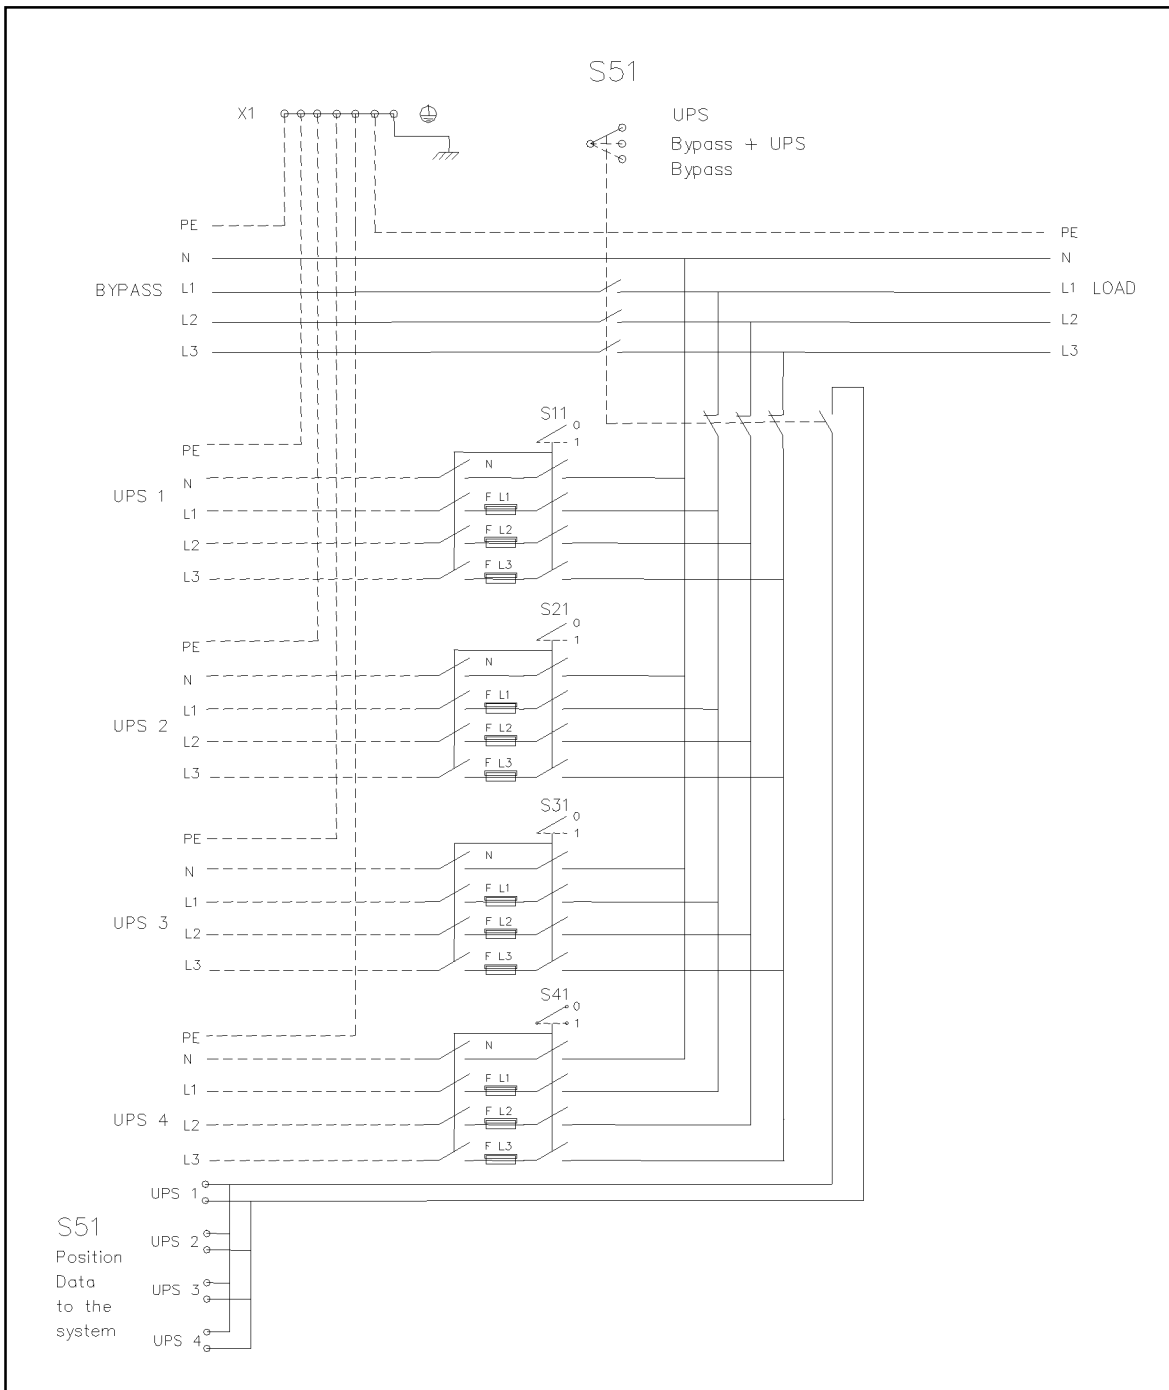 S51
X1
UPS
Bypass + UPS
Bypass
PE
PE
N
N
BYPASS L1
L1 LOAD
L2
L2
L3
L3
S11
0
1
PE
N
N
UPS 1
L1
F L1
L2
F L2
L3
F L3
S21
0
1
PE
N
N
L1
F L1
UPS 2
L2
F L2
L3
F L3
S31
0
1
PE
N
N
L1
F L1
UPS 3
L2
F L2
L3
F L3
S41
0
1
PE
N
N
L1
F L1
UPS 4
L2
F L2
L3
F L3
UPS 1
S51
UPS 2
Position
Data
UPS 3
to the
system
UPS 4